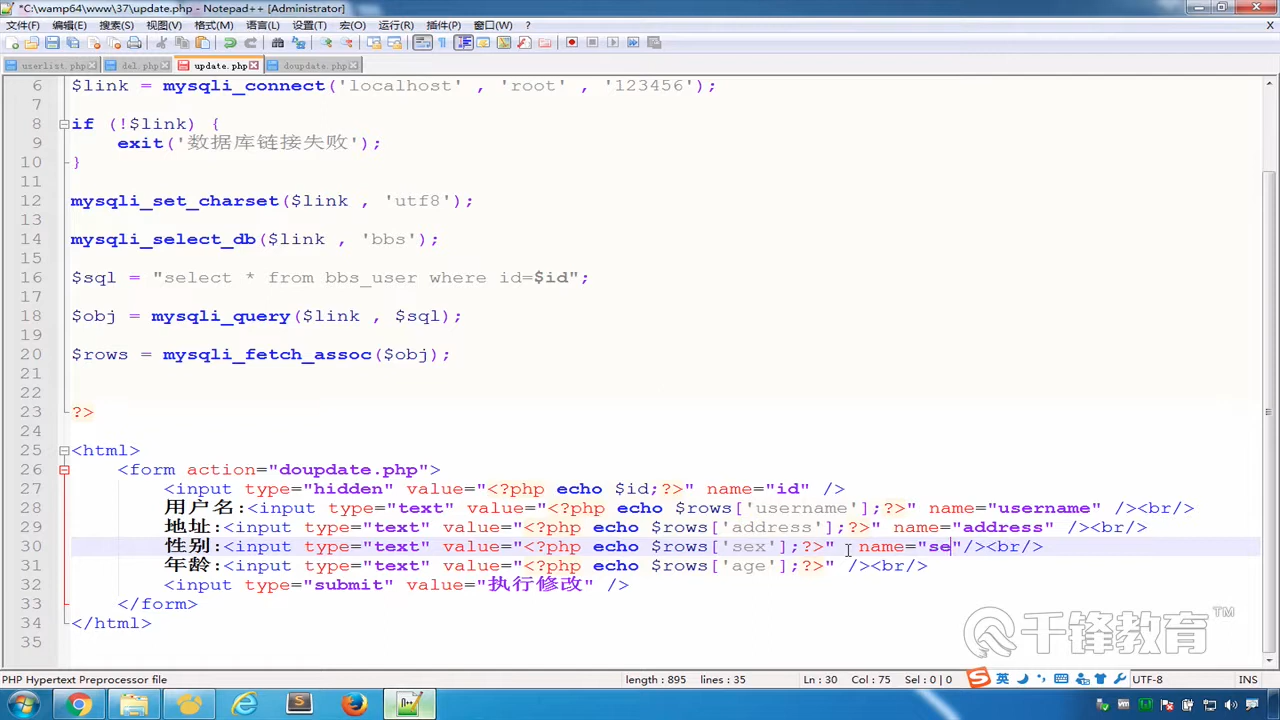 *C:\wamp64\www\37\update.php - Notepad++ [Administrator]
文件(F) 编辑(E) 搜索(S) 视图(V) 格式(M) 语言(L) 设置(T) 宏(O) 运行(R) 插件(P) 窗口(W) ?
userlist.php del.php update.php doupdate.php
6 $link = mysqli_connect('localhost' , 'root' , '123456');
7
8 if (!$link) {
9 exit('数据库链接失败');
10 }
11
12 mysqli_set_charset($link , 'utf8');
13
14 mysqli_select_db($link , 'bbs');
15
16 $sql = "select * from bbs_user where id=$id";
17
18 $obj = mysqli_query($link , $sql);
19
20 $rows = mysqli_fetch_assoc($obj);
21
22
23 ?>
24
25 <html>
26 <form action="doupdate.php">
27 <input type="hidden" value="<?php echo $id;?>" name="id" />
28 用户名:<input type="text" value="<?php echo $rows['username'];?>" name="username" /><br/>
29 地址:<input type="text" value="<?php echo $rows['address'];?>" name="address" /><br/>
30 性别:<input type="text" value="<?php echo $rows['sex'];?>"  name="se"/><br/>
31 年龄:<input type="text" value="<?php echo $rows['age'];?>" /><br/>
32 <input type="submit" value="执行修改" />
33 </form>
34 </html>
35
千锋教育™
PHP Hypertext Preprocessor file length : 895 lines : 35 Ln : 30 Col : 75 Sel : 0 | 0 UTF-8 INS
英